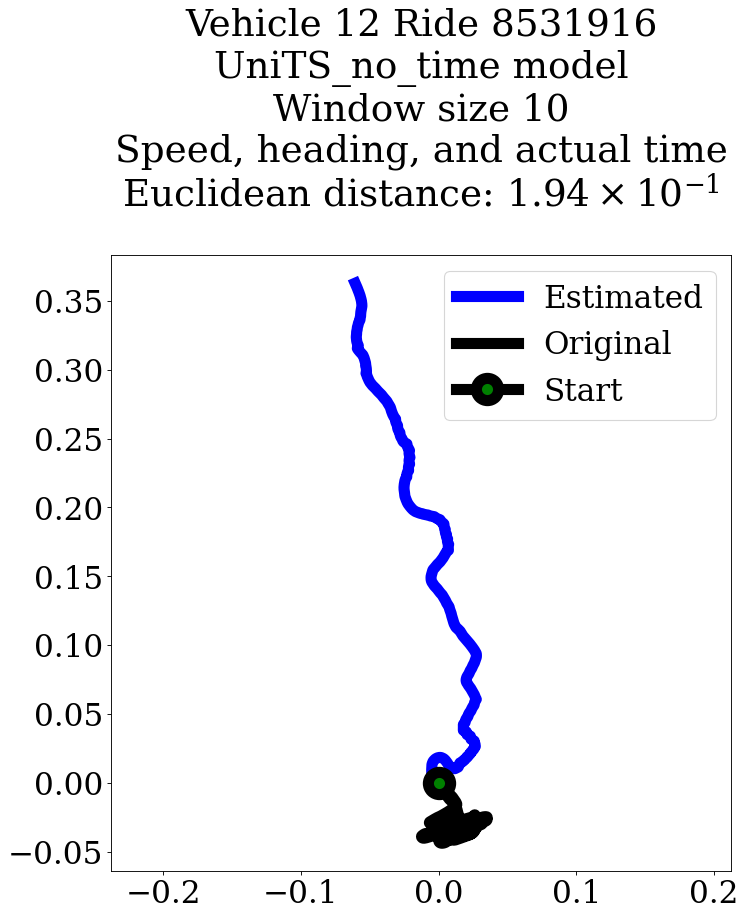 Vehicle 12 Ride 8531916
UniTS_no_time model
Window size 10
Speed, heading, and actual time
Euclidean distance: 1.94 × 10⁻¹
Estimated
Original
Start
0.35
0.30
0.25
0.20
0.15
0.10
0.05
0.00
−0.05
−0.2
−0.1
0.0
0.1
0.2